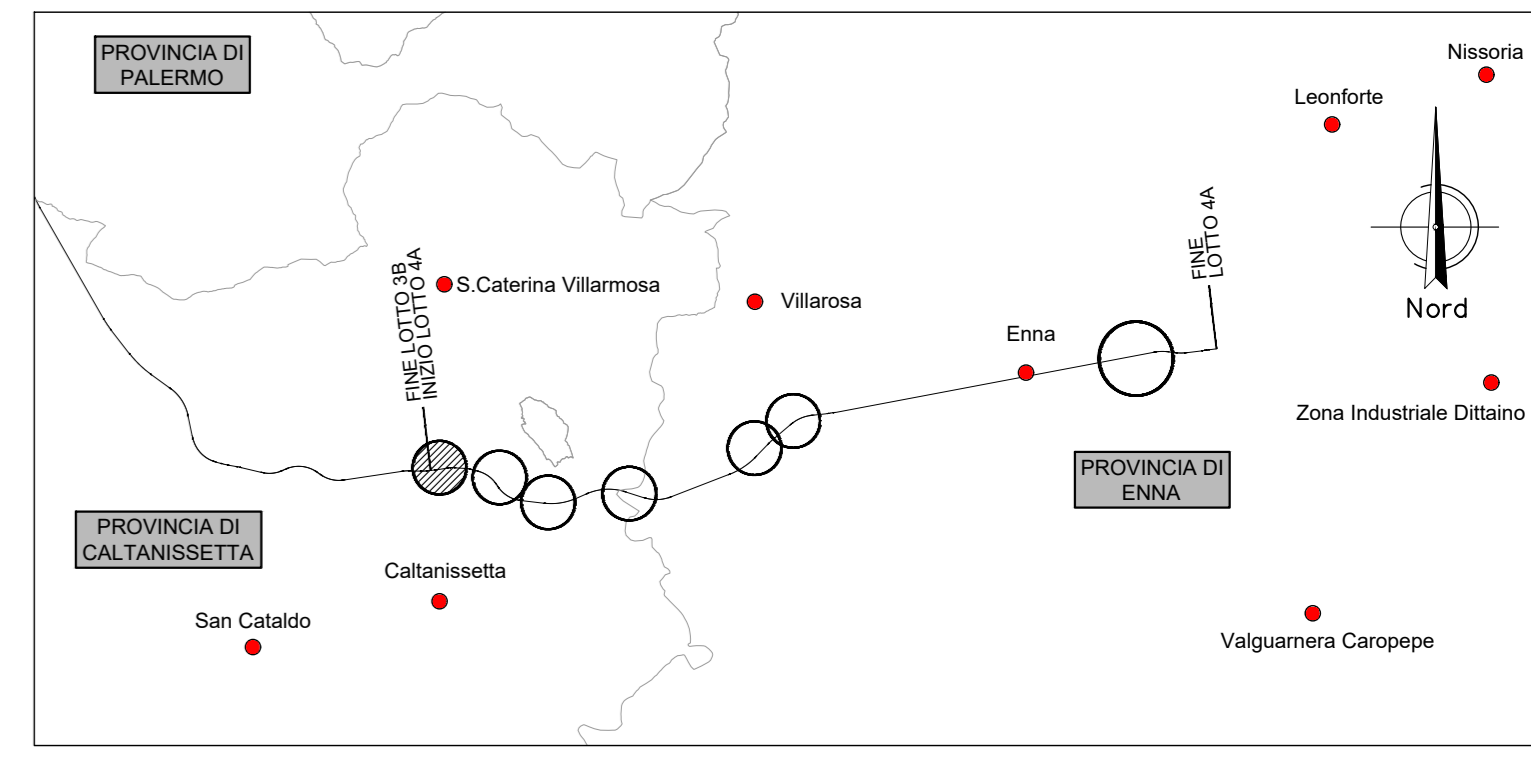 PROVINCIA DI
PALERMO
Nissoria
Leonforte
Nord
FINE
LOTTO 4A
FINE LOTTO 3B
INIZIO LOTTO 4A
S.Caterina Villarmosa
Villarosa
Enna
Zona Industriale Dittaino
PROVINCIA DI
ENNA
PROVINCIA DI
CALTANISSETTA
Caltanissetta
San Cataldo
Valguarnera Caropepe